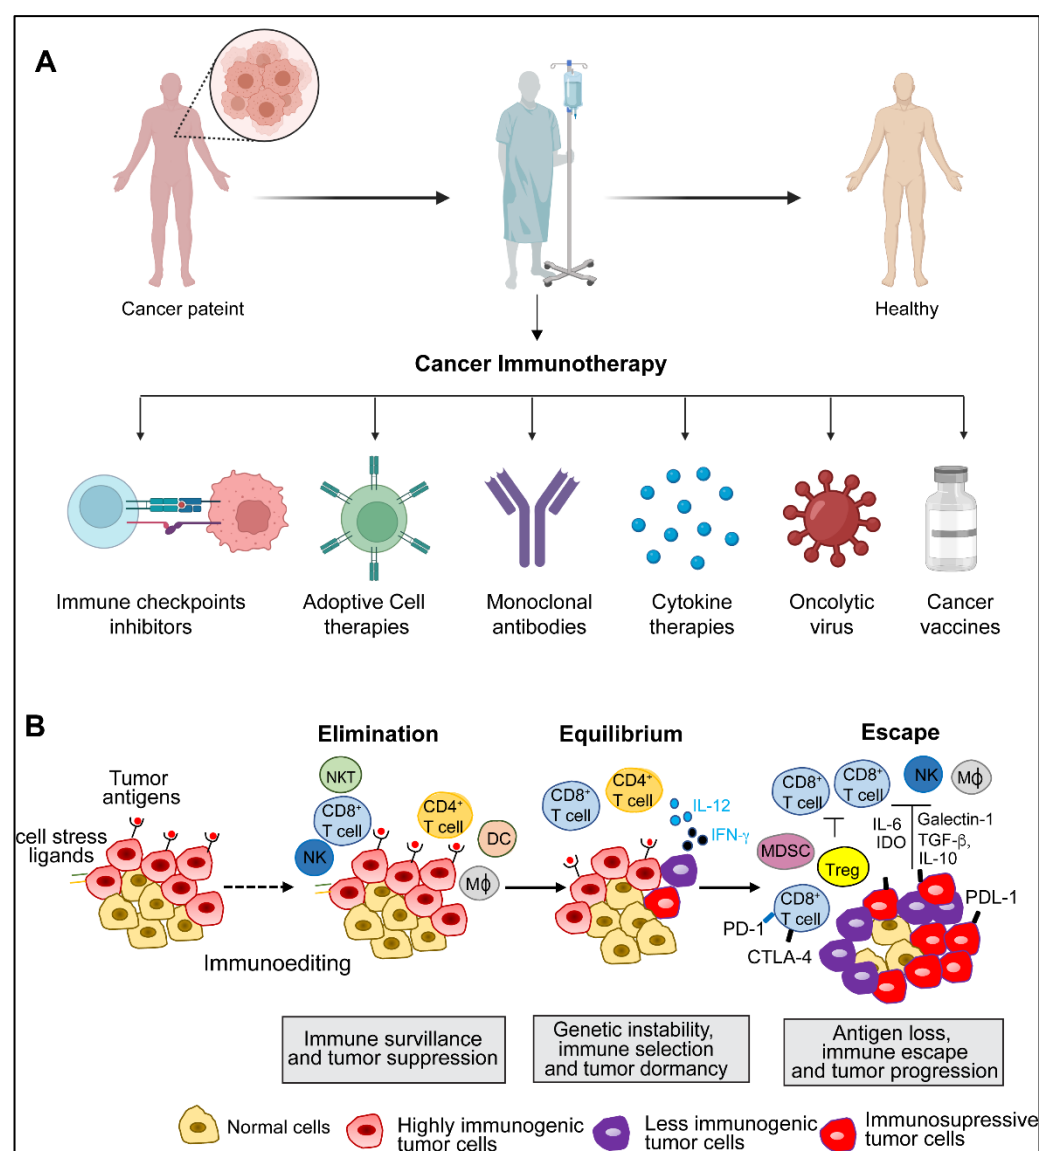 A
Cancer pateint
Healthy
Cancer Immunotherapy
Immune checkpoints
inhibitors
Adoptive Cell
therapies
Monoclonal
antibodies
Cytokine
therapies
Oncolytic
virus
Cancer
vaccines
B
Elimination
Equilibrium
Escape
Tumor
antigens
cell stress
ligands
Immunoediting
NKT
CD8⁺
T cell
NK
CD4⁺
T cell
DC
Mϕ
CD8⁺
T cell
CD4⁺
T cell
IL-12
IFN-γ
CD8⁺
T cell
CD8⁺
T cell
NK
Mϕ
IL-6
IDO
Galectin-1
TGF-β,
IL-10
MDSC
Treg
CD8⁺
T cell
PD-1
CTLA-4
PDL-1
Immune survillance
and tumor suppression
Genetic instability,
immune selection
and tumor dormancy
Antigen loss,
immune escape
and tumor progression
Normal cells
Highly immunogenic
tumor cells
Less immunogenic
tumor cells
Immunosupressive
tumor cells